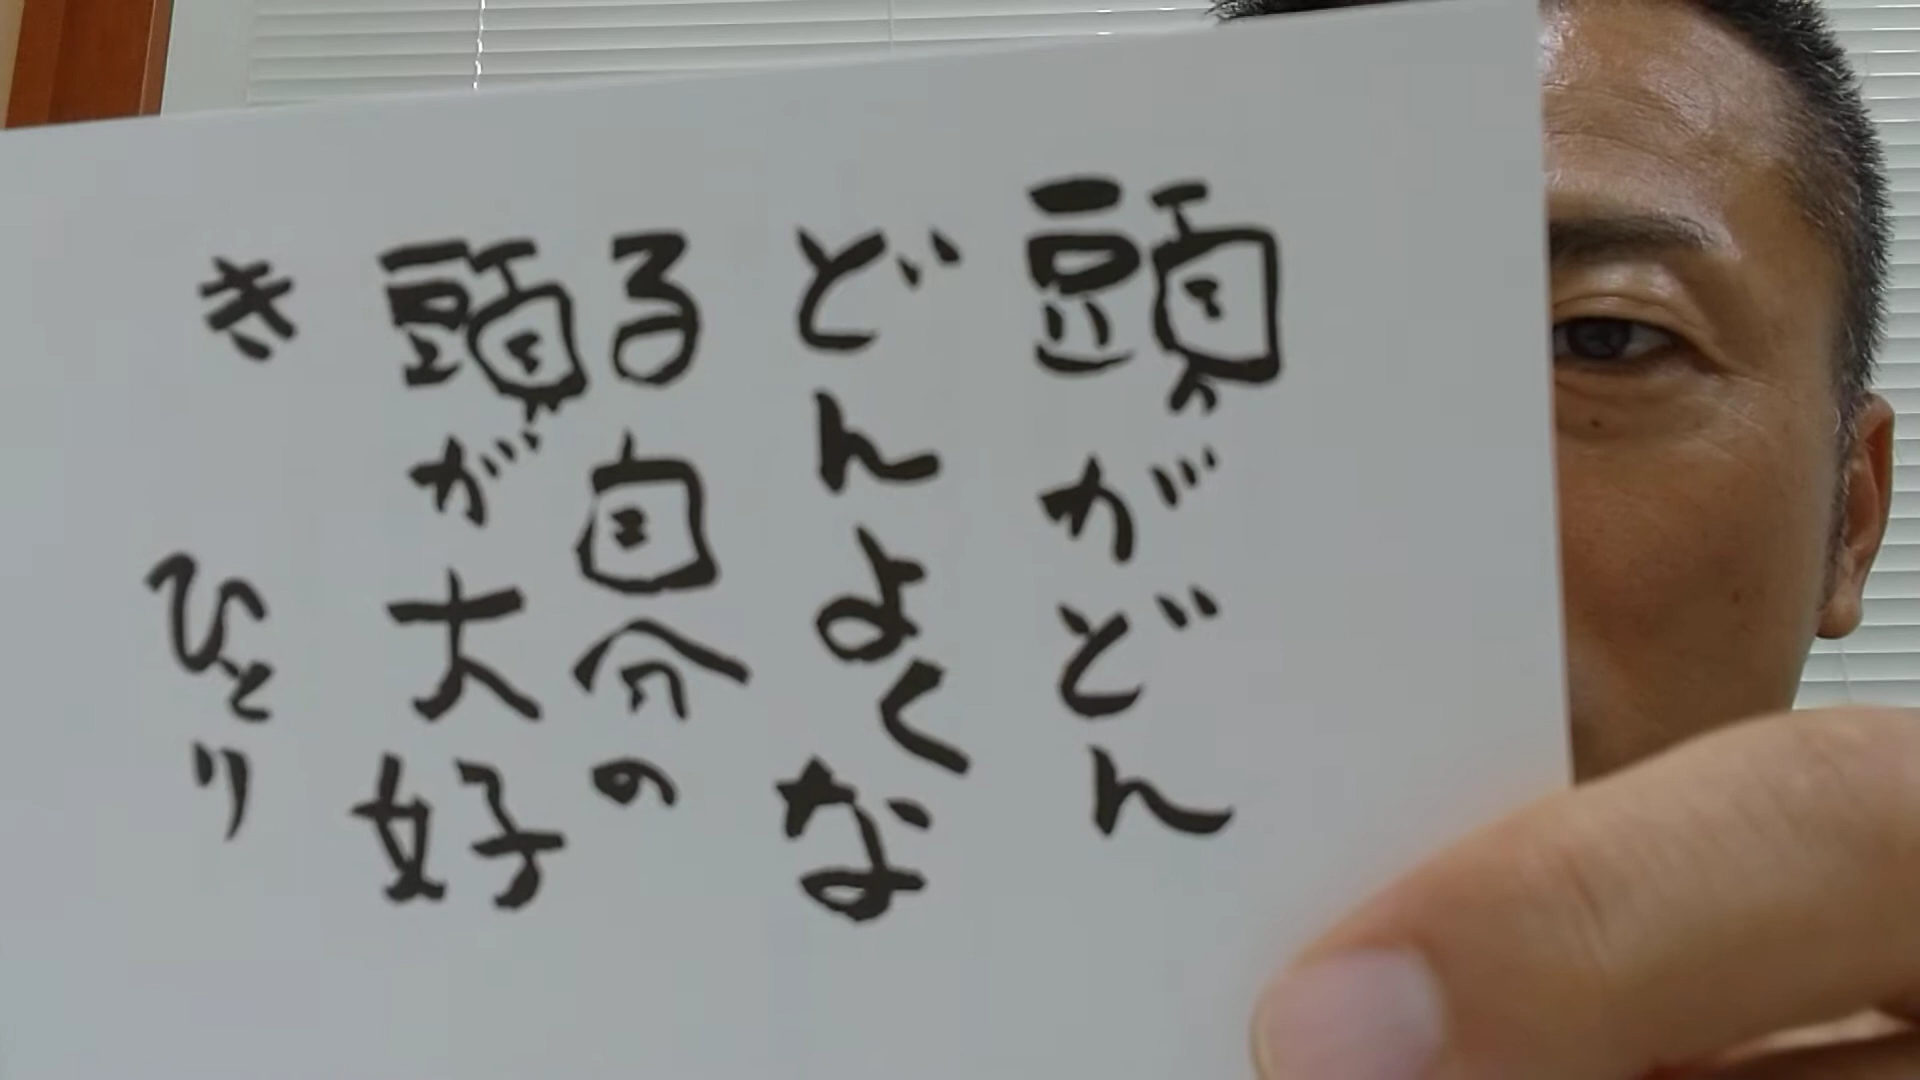 頭がどん
どんよくな
る自分の
頭が大好
き ひとり